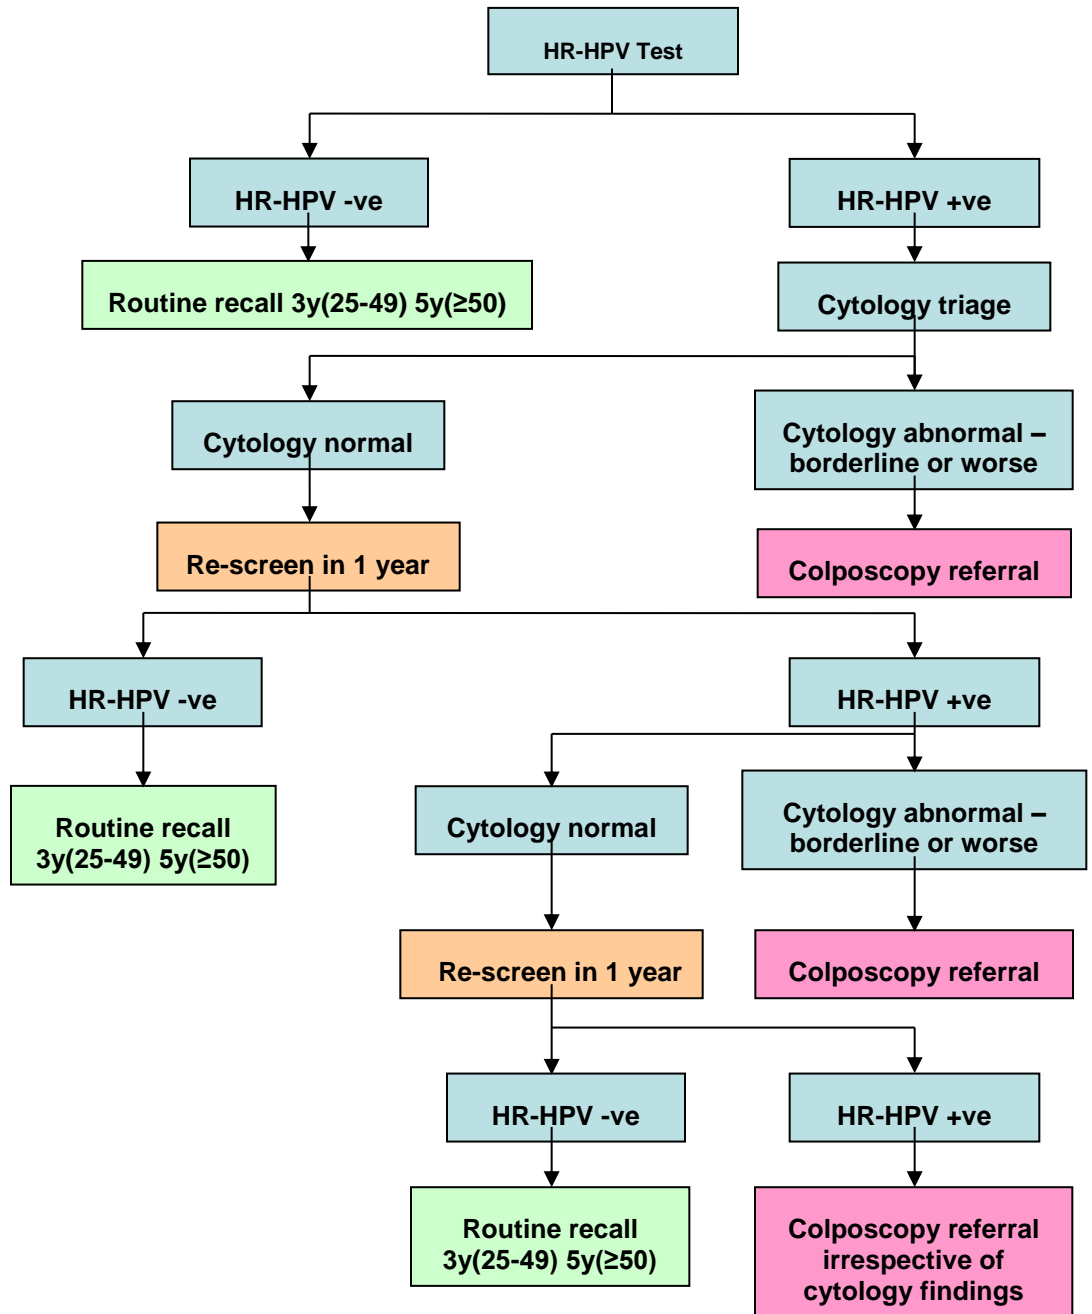 HR-HPV Test
HR-HPV -ve
HR-HPV +ve
Routine recall 3y(25-49) 5y(≥50)
Cytology triage
Cytology normal
Cytology abnormal –
borderline or worse
Re-screen in 1 year
Colposcopy referral
HR-HPV -ve
HR-HPV +ve
Routine recall
3y(25-49) 5y(≥50)
Cytology normal
Cytology abnormal –
borderline or worse
Re-screen in 1 year
Colposcopy referral
HR-HPV -ve
HR-HPV +ve
Routine recall
3y(25-49) 5y(≥50)
Colposcopy referral
irrespective of
cytology findings